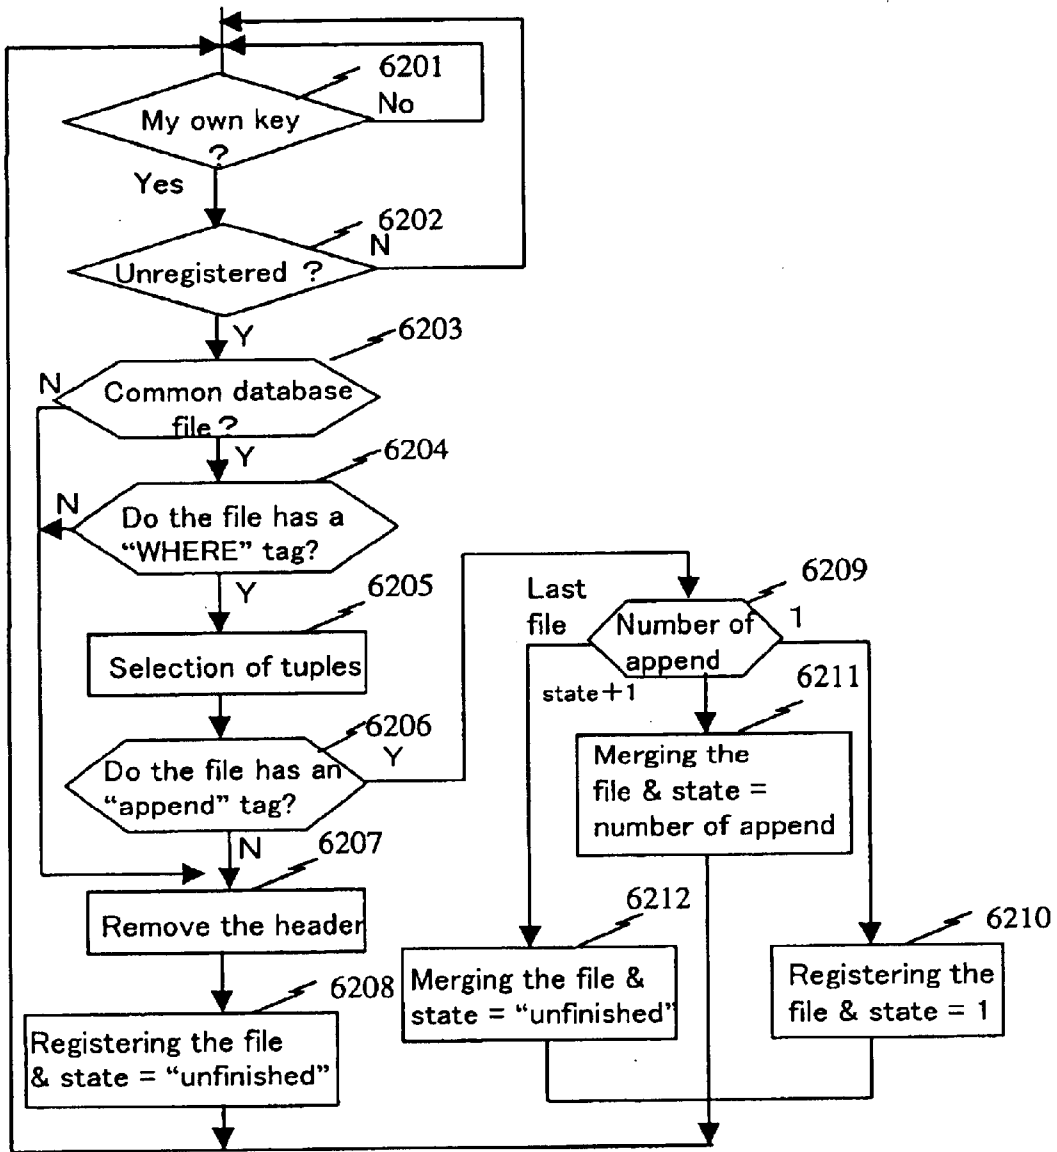 6201
My own key
?
No
Yes
6202
Unregistered ?
N
Y
6203
Common database
file ?
N
Y
6204
Do the file has a
“WHERE” tag?
N
Y
6205
Selection of tuples
6206
Do the file has an
“append” tag?
Y
N
6207
Remove the header
6208
Registering the file
& state = “unfinished”
6209
Number of
append
Last
file
1
state+1
6211
Merging the
file & state =
number of append
6212
Merging the file &
state = “unfinished”
6210
Registering the
file & state = 1